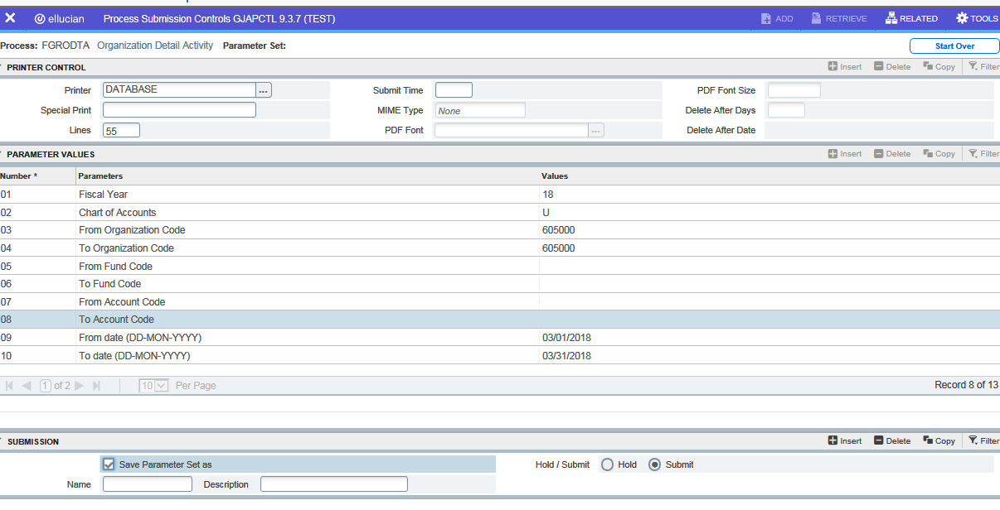 ellucian Process Submission Controls GJAPCTL 9.3.7 (TEST) ADD RETRIEVE RELATED TOOLS
Process: FGRODTA Organization Detail Activity Parameter Set: Start Over
PRINTER CONTROL Insert Delete Copy Filter
Printer DATABASE ... Submit Time PDF Font Size
Special Print MIME Type None Delete After Days
Lines 55 PDF Font ... Delete After Date
PARAMETER VALUES Insert Delete Copy Filter
Number * Parameters Values
01 Fiscal Year 18
02 Chart of Accounts U
03 From Organization Code 605000
04 To Organization Code 605000
05 From Fund Code
06 To Fund Code
07 From Account Code
08 To Account Code
09 From date (DD-MON-YYYY) 03/01/2018
10 To date (DD-MON-YYYY) 03/31/2018
1 of 2 10 Per Page Record 8 of 13
SUBMISSION Insert Delete Copy Filter
Save Parameter Set as Hold / Submit Hold Submit
Name Description